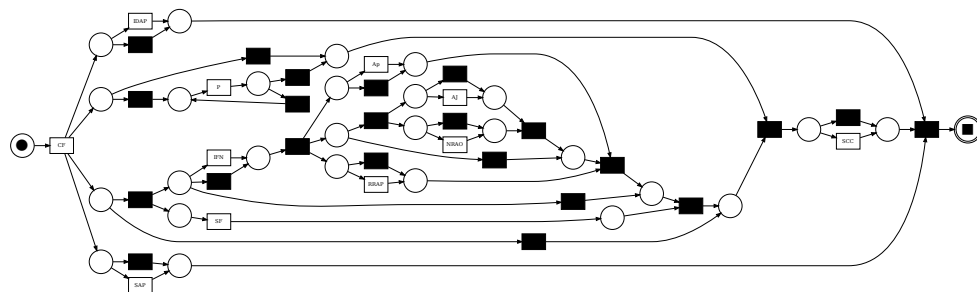 IDAP
P
Ap
AJ
CF
SCC
NRAO
IFN
RRAP
SF
SAP